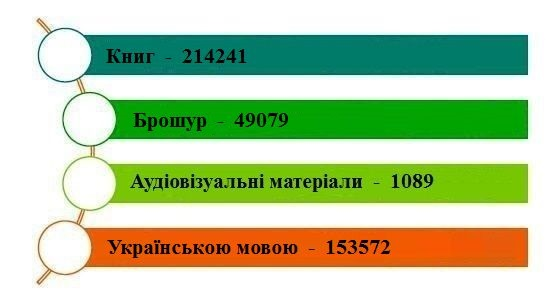 Книг - 214241
Брошур - 49079
Аудіовізуальні матеріали - 1089
Українською мовою - 153572